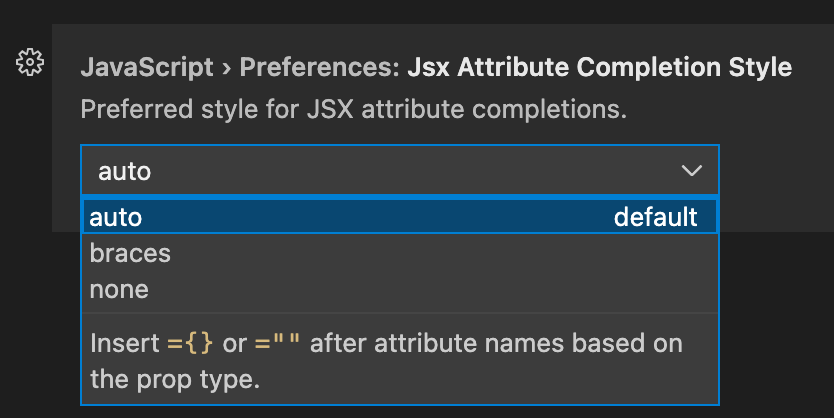 JavaScript › Preferences: Jsx Attribute Completion Style
Preferred style for JSX attribute completions.
auto
auto default
braces
none
Insert ={} or ="" after attribute names based on
the prop type.